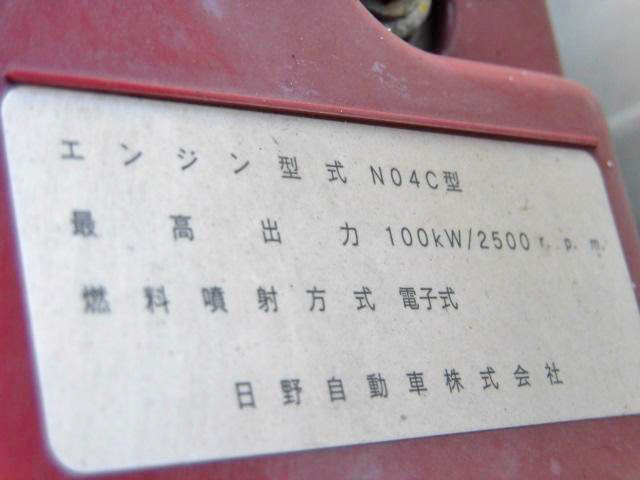 エンジン型式 N04C型
最高出力 100kW/2500r.p.m.
燃料噴射方式 電子式
日野自動車株式会社